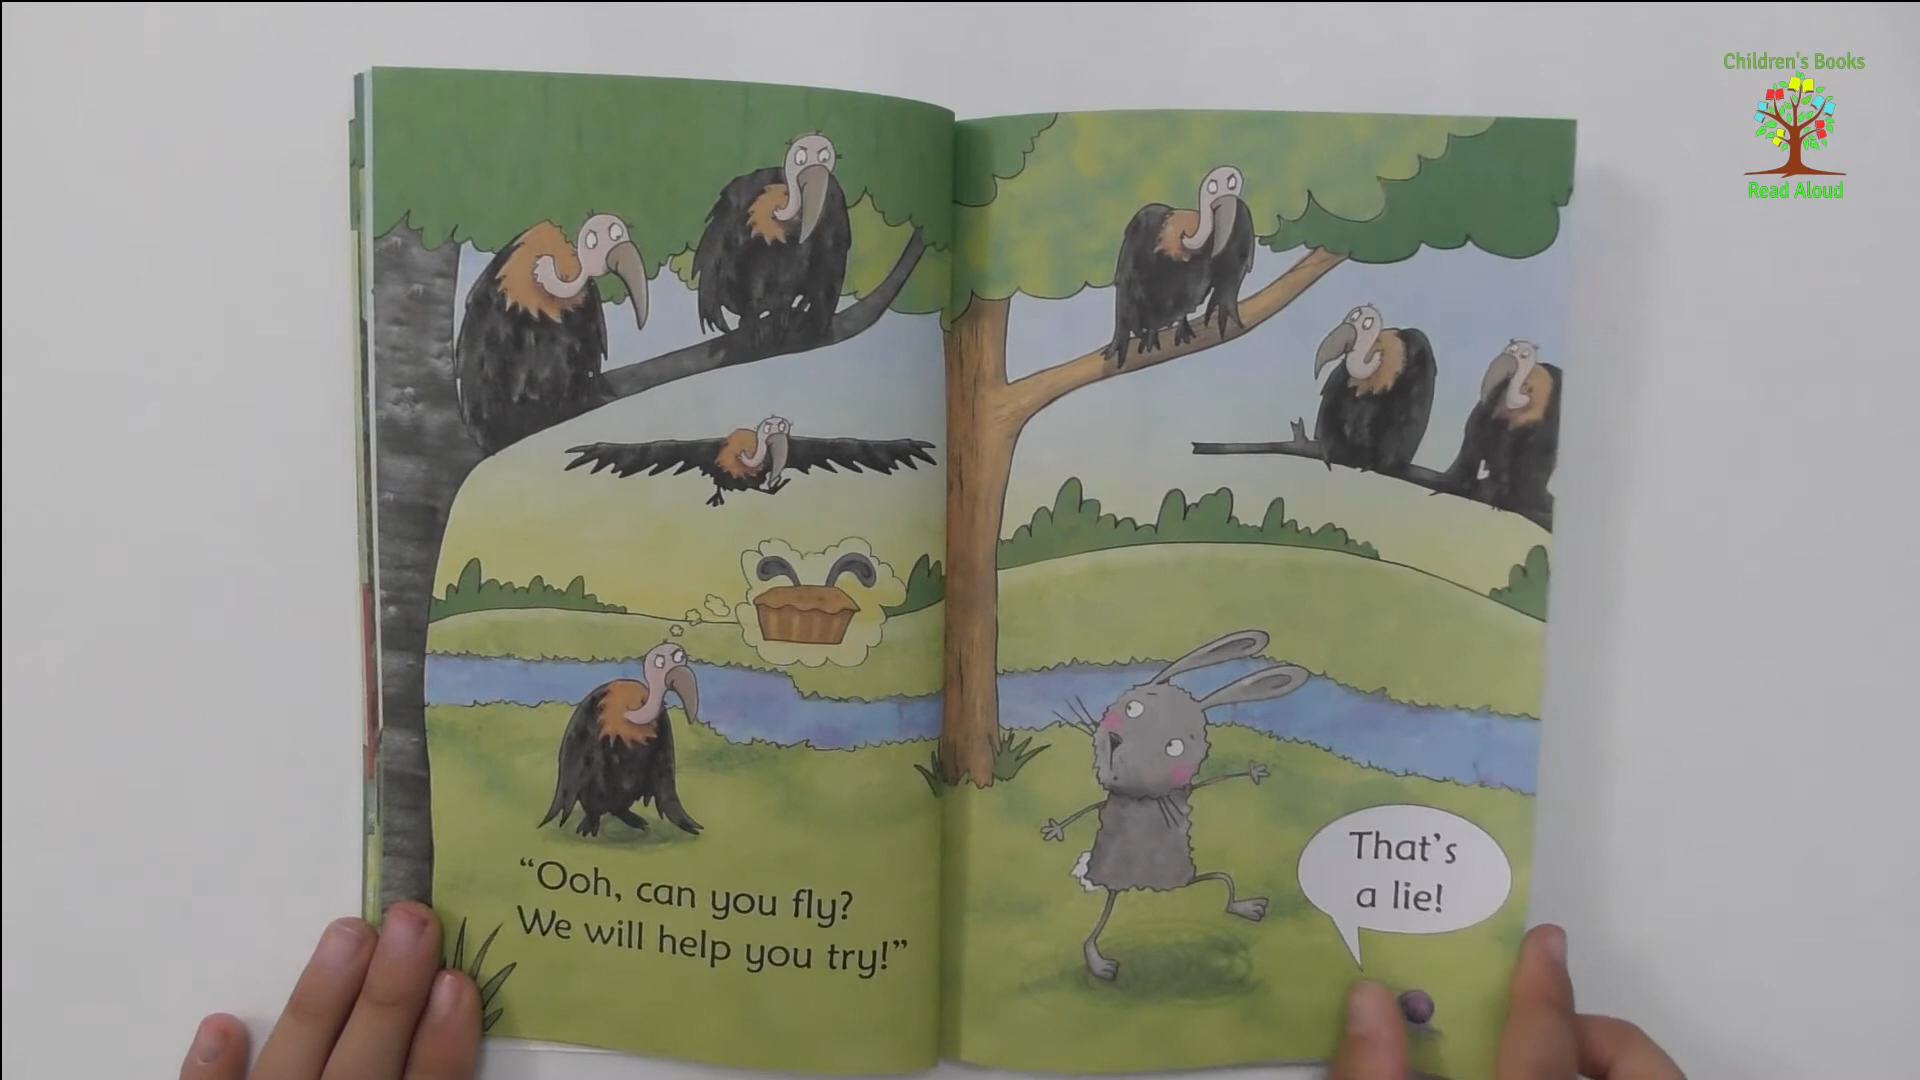 Children's Books
Read Aloud
“Ooh, can you fly?
We will help you try!”
That's
a lie!